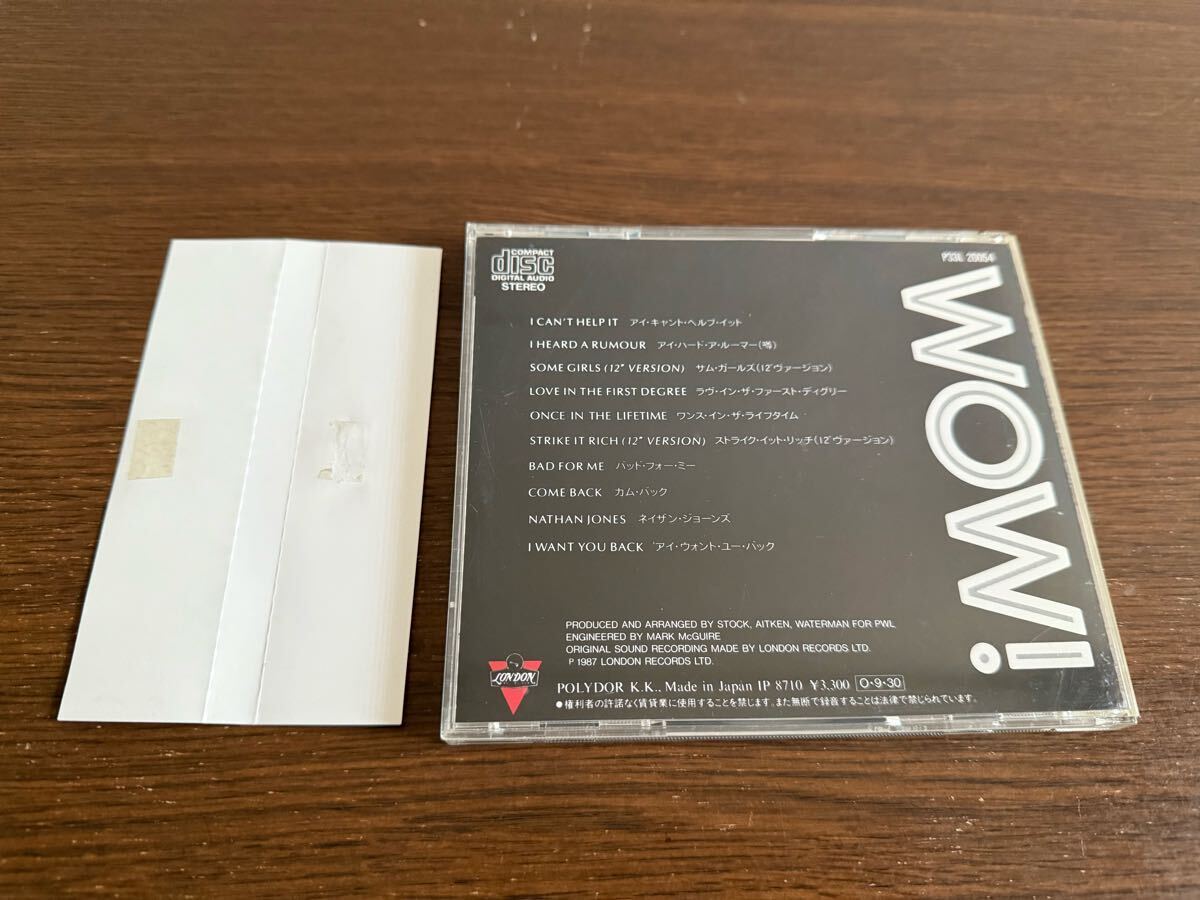 COMPACT
disc
DIGITAL AUDIO
STEREO
P33L 20054
WOW!
I CAN'T HELP IT アイ・キャント・ヘルプ・イット
I HEARD A RUMOUR アイ・ハード・ア・ルーマー(噂)
SOME GIRLS (12" VERSION) サム・ガールズ(12"ヴァージョン)
LOVE IN THE FIRST DEGREE ラヴ・イン・ザ・ファースト・ディグリー
ONCE IN THE LIFETIME ワンス・イン・ザ・ライフタイム
STRIKE IT RICH (12" VERSION) ストライク・イット・リッチ(12"ヴァージョン)
BAD FOR ME バッド・フォー・ミー
COME BACK カム・バック
NATHAN JONES ネイザン・ジョーンズ
I WANT YOU BACK アイ・ウォント・ユー・バック
PRODUCED AND ARRANGED BY STOCK, AITKEN, WATERMAN FOR PWL
ENGINEERED BY MARK McGUIRE
ORIGINAL SOUND RECORDING MADE BY LONDON RECORDS LTD.
℗ 1987 LONDON RECORDS LTD.
LONDON
POLYDOR K.K., Made in Japan IP 8710 ¥3,300 O・9・30
●権利者の許諾なく賃貸業に使用することを禁じます。また無断で録音することは法律で禁じられています。